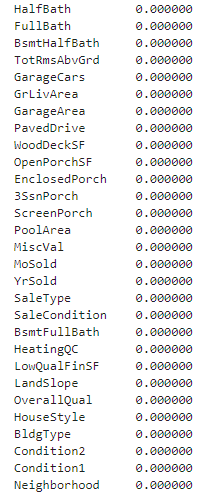 HalfBath 0.000000
FullBath 0.000000
BsmtHalfBath 0.000000
TotRmsAbvGrd 0.000000
GarageCars 0.000000
GrLivArea 0.000000
GarageArea 0.000000
PavedDrive 0.000000
WoodDeckSF 0.000000
OpenPorchSF 0.000000
EnclosedPorch 0.000000
3SsnPorch 0.000000
ScreenPorch 0.000000
PoolArea 0.000000
MiscVal 0.000000
MoSold 0.000000
YrSold 0.000000
SaleType 0.000000
SaleCondition 0.000000
BsmtFullBath 0.000000
HeatingQC 0.000000
LowQualFinSF 0.000000
LandSlope 0.000000
OverallQual 0.000000
HouseStyle 0.000000
BldgType 0.000000
Condition2 0.000000
Condition1 0.000000
Neighborhood 0.000000